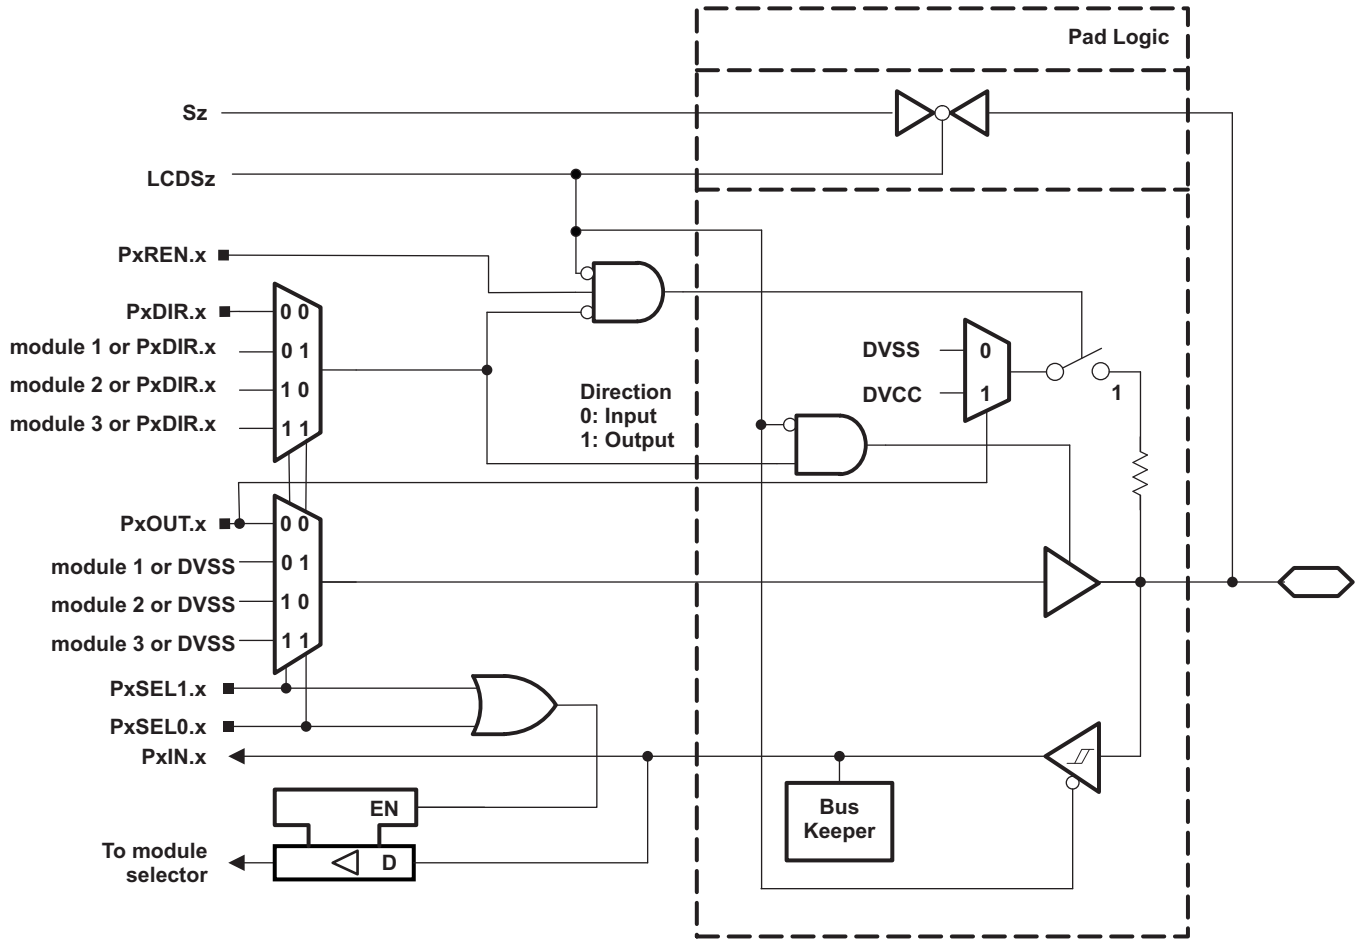 Pad Logic
Sz
LCDSz
PxREN.x
PxDIR.x
0 0
module 1 or PxDIR.x
0 1
module 2 or PxDIR.x
1 0
module 3 or PxDIR.x
1 1
Direction
0: Input
1: Output
DVSS
0
DVCC
1
1
PxOUT.x
0 0
module 1 or DVSS
0 1
module 2 or DVSS
1 0
module 3 or DVSS
1 1
PxSEL1.x
PxSEL0.x
PxIN.x
EN
Bus
Keeper
To module
selector
D